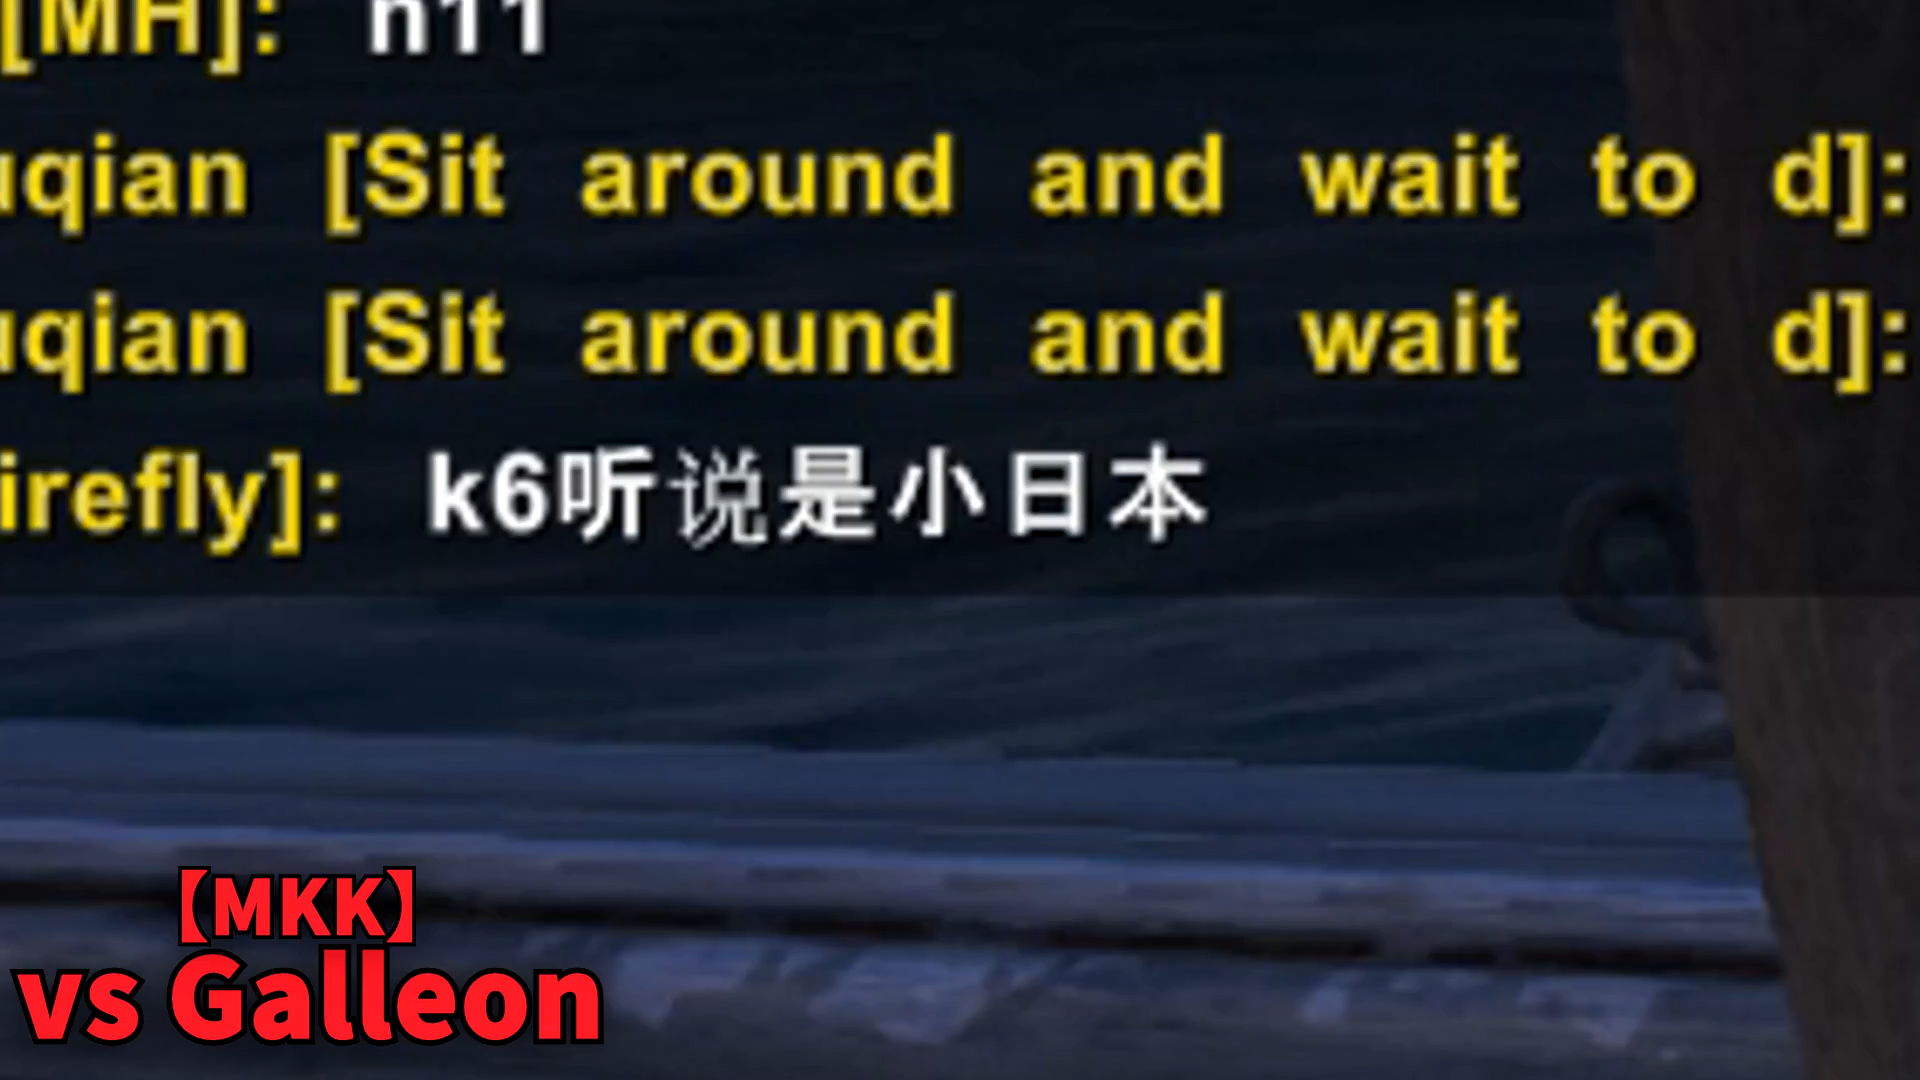 [MH]: n11
uqian [Sit around and wait to d]:
uqian [Sit around and wait to d]:
irefly]: k6听说是小日本
【MKK】
vs Galleon